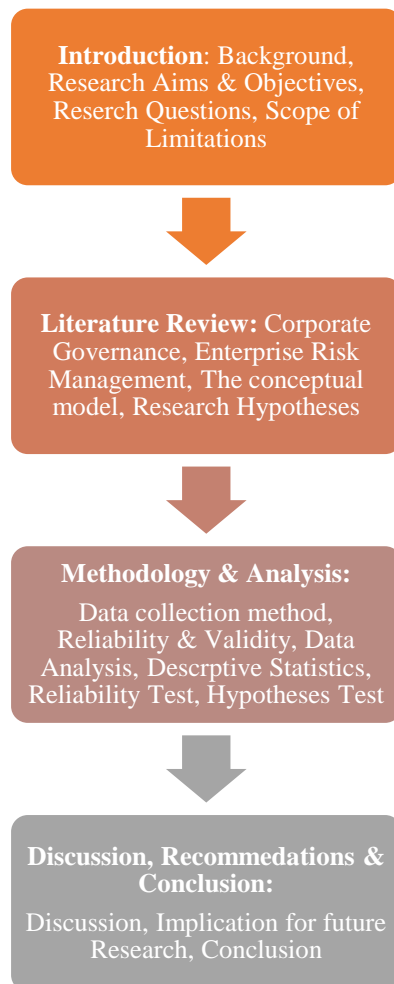 Introduction: Background,
Research Aims & Objectives,
Reserch Questions, Scope of
Limitations
Literature Review: Corporate
Governance, Enterprise Risk
Management, The conceptual
model, Research Hypotheses
Methodology & Analysis:
Data collection method,
Reliability & Validity, Data
Analysis, Descrptive Statistics,
Reliability Test, Hypotheses Test
Discussion, Recommedations &
Conclusion:
Discussion, Implication for future
Research, Conclusion